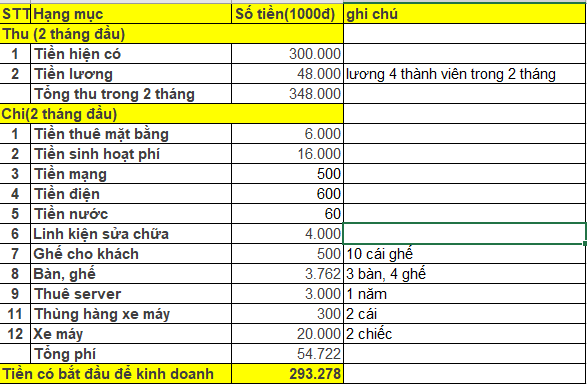 STT Hạng mục Số tiền(1000đ) ghi chú
Thu (2 tháng đầu)
1 Tiền hiện có 300.000
2 Tiền lương 48.000 lương 4 thành viên trong 2 tháng
Tổng thu trong 2 tháng 348.000
Chi(2 tháng đầu)
1 Tiền thuê mặt bằng 6.000
2 Tiền sinh hoạt phí 16.000
3 Tiền mạng 500
4 Tiền điện 600
5 Tiền nước 60
6 Linh kiện sửa chữa 4.000
7 Ghế cho khách 500 10 cái ghế
8 Bàn, ghế 3.762 3 bàn, 4 ghế
9 Thuê server 3.000 1 năm
11 Thùng hàng xe máy 300 2 cái
12 Xe máy 20.000 2 chiếc
Tổng phí 54.722
Tiền có bắt đầu để kinh doanh 293.278